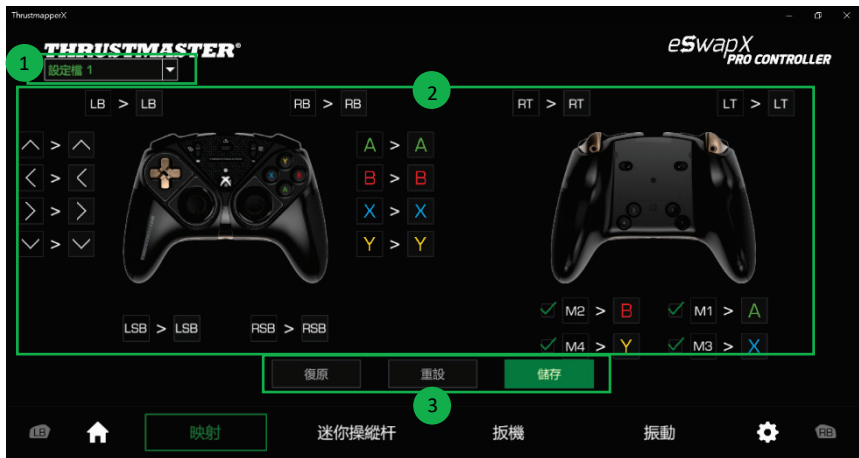 ThrustmapperX
THRUSTMASTER®
eSwapX
PRO CONTROLLER
1
設定檔 1
2
LB > LB
RB > RB
RT > RT
LT > LT
A > A
B > B
X > X
Y > Y
LSB > LSB
RSB > RSB
M2 > B
M1 > A
M4 > Y
M3 > X
復原
重設
儲存
3
LB
映射
迷你操縱杆
扳機
振動
RB